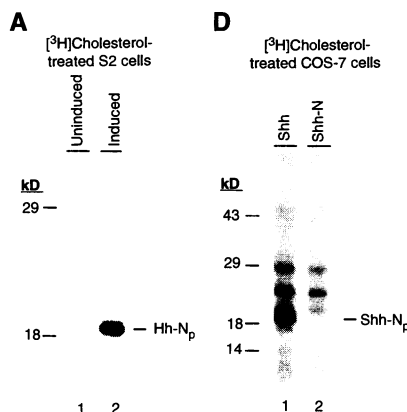 A
[³H]Cholesterol-
treated S2 cells
Uninduced
Induced
kD
29
18
Hh-Np
1 2
D
[³H]Cholesterol-
treated COS-7 cells
Shh
Shh-N
kD
43
29
18
14
Shh-Np
1 2